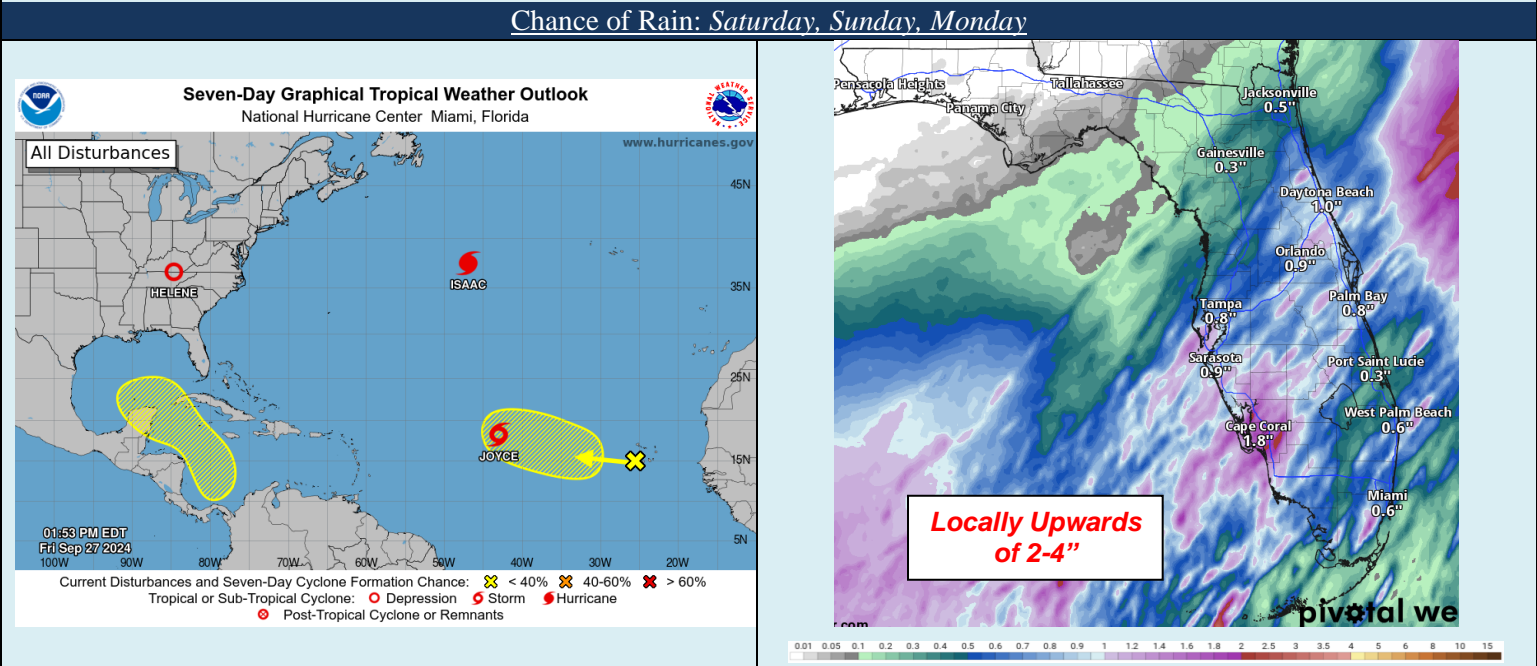 Chance of Rain: Saturday, Sunday, Monday
NOAA
Seven-Day Graphical Tropical Weather Outlook
National Hurricane Center Miami, Florida
NATIONAL WEATHER SERVICE
All Disturbances
www.hurricanes.gov
45N
35N
25N
15N
5N
HELENE
ISAAC
JOYCE
01:53 PM EDT
Fri Sep 27 2024
100W 90W 80W 70W 60W 50W 40W 30W 20W
Current Disturbances and Seven-Day Cyclone Formation Chance: < 40% 40-60% > 60%
Tropical or Sub-Tropical Cyclone: Depression Storm Hurricane
Post-Tropical Cyclone or Remnants
Pensacola Heights
Tallahassee
Panama City
Jacksonville
0.5"
Gainesville
0.3"
Daytona Beach
1.0"
Orlando
0.9"
Tampa
0.8"
Palm Bay
0.8"
Sarasota
0.9"
Port Saint Lucie
0.3"
West Palm Beach
0.6"
Cape Coral
1.8"
Miami
0.6"
Locally Upwards
of 2-4”
pivotal we
r.com
0.01 0.05 0.1 0.2 0.3 0.4 0.5 0.6 0.7 0.8 0.9 1 1.2 1.4 1.6 1.8 2 2.5 3 3.5 4 5 6 8 10 15